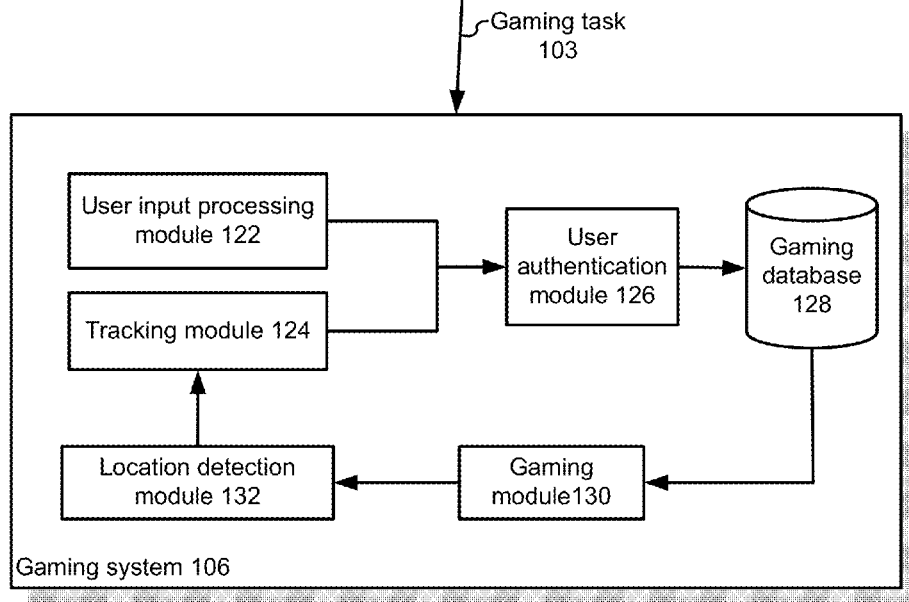 Gaming task
103
User input processing
module 122
User
authentication
module 126
Gaming
database
128
Tracking module 124
Location detection
module 132
Gaming
module130
Gaming system 106